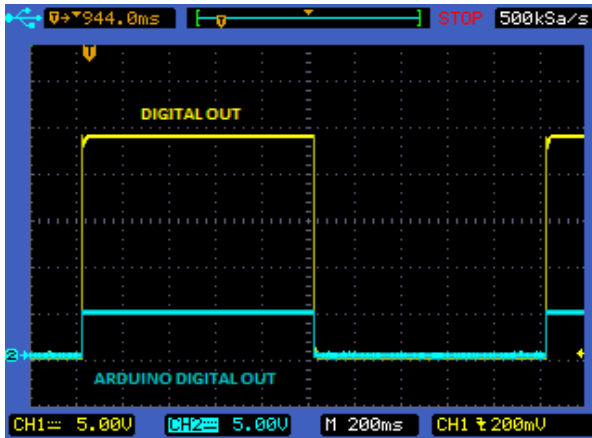 944.0ms STOP 500kSa/s
T
DIGITAL OUT
2
ARDUINO DIGITAL OUT
CH1 5.00V CH2 5.00V M 200ms CH1 200mV